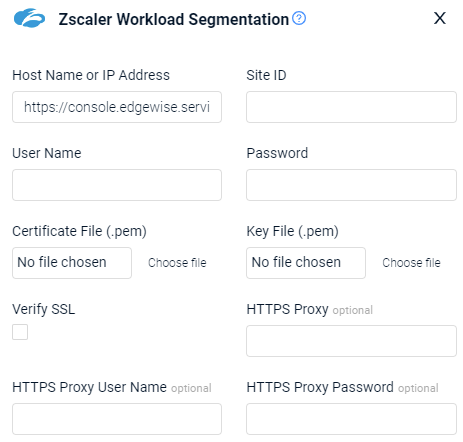 Zscaler Workload Segmentation ? X
Host Name or IP Address Site ID
https://console.edgewise.servi
User Name Password
Certificate File (.pem) Key File (.pem)
No file chosen Choose file No file chosen Choose file
Verify SSL HTTPS Proxy optional
HTTPS Proxy User Name optional HTTPS Proxy Password optional